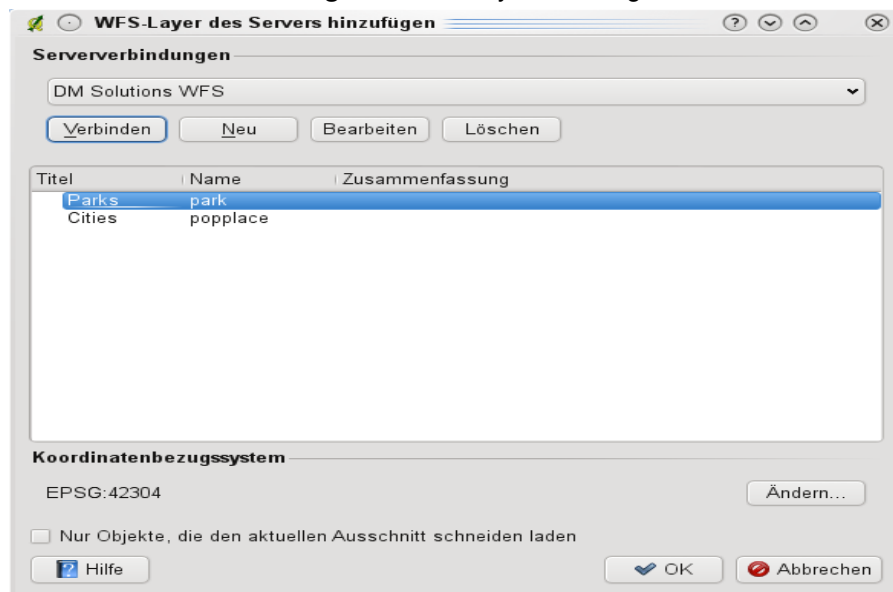 WFS-Layer des Servers hinzufügen
Serververbindungen
DM Solutions WFS
Verbinden Neu Bearbeiten Löschen
Titel Name Zusammenfassung
Parks park
Cities popplace
Koordinatenbezugssystem
EPSG:42304 Ändern...
Nur Objekte, die den aktuellen Ausschnitt schneiden laden
Hilfe OK Abbrechen